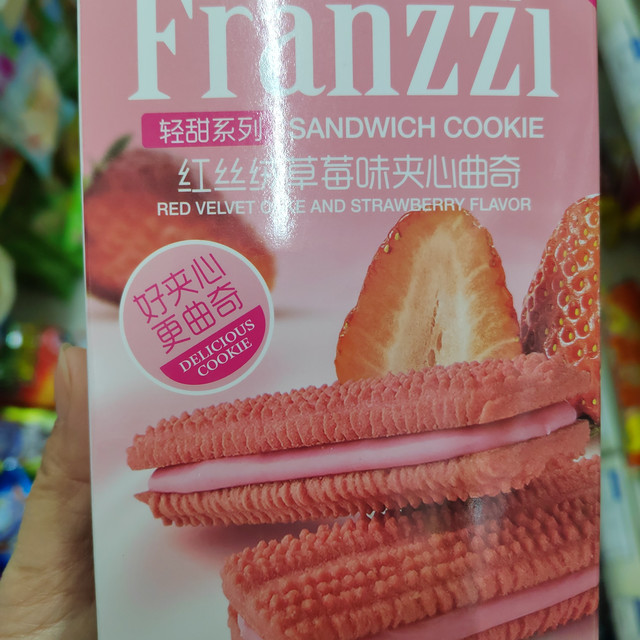 Franzzi
轻甜系列 SANDWICH COOKIE
红丝绒草莓味夹心曲奇
RED VELVET CAKE AND STRAWBERRY FLAVOR
好夹心
更曲奇
DELICIOUS
COOKIE